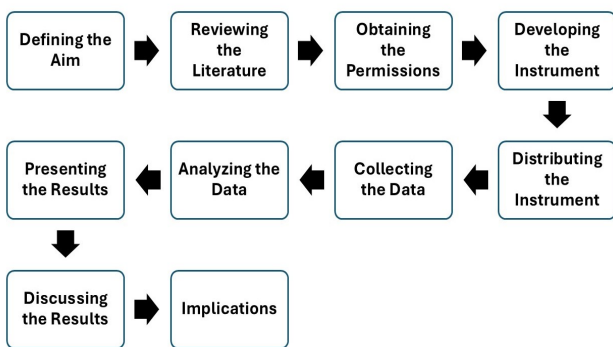 Defining the
Aim
Reviewing
the
Literature
Obtaining
the
Permissions
Developing
the
Instrument
Distributing
the
Instrument
Collecting
the Data
Analyzing the
Data
Presenting
the Results
Discussing
the Results
Implications